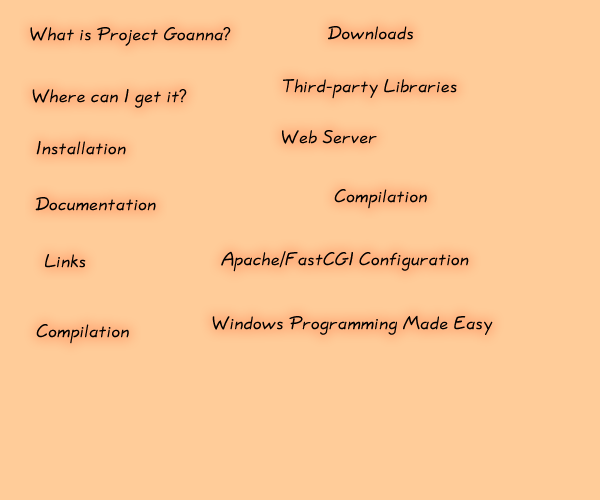 What is Project Goanna?
Downloads
Where can I get it?
Third-party Libraries
Installation
Web Server
Documentation
Compilation
Links
Apache/FastCGI Configuration
Compilation
Windows Programming Made Easy